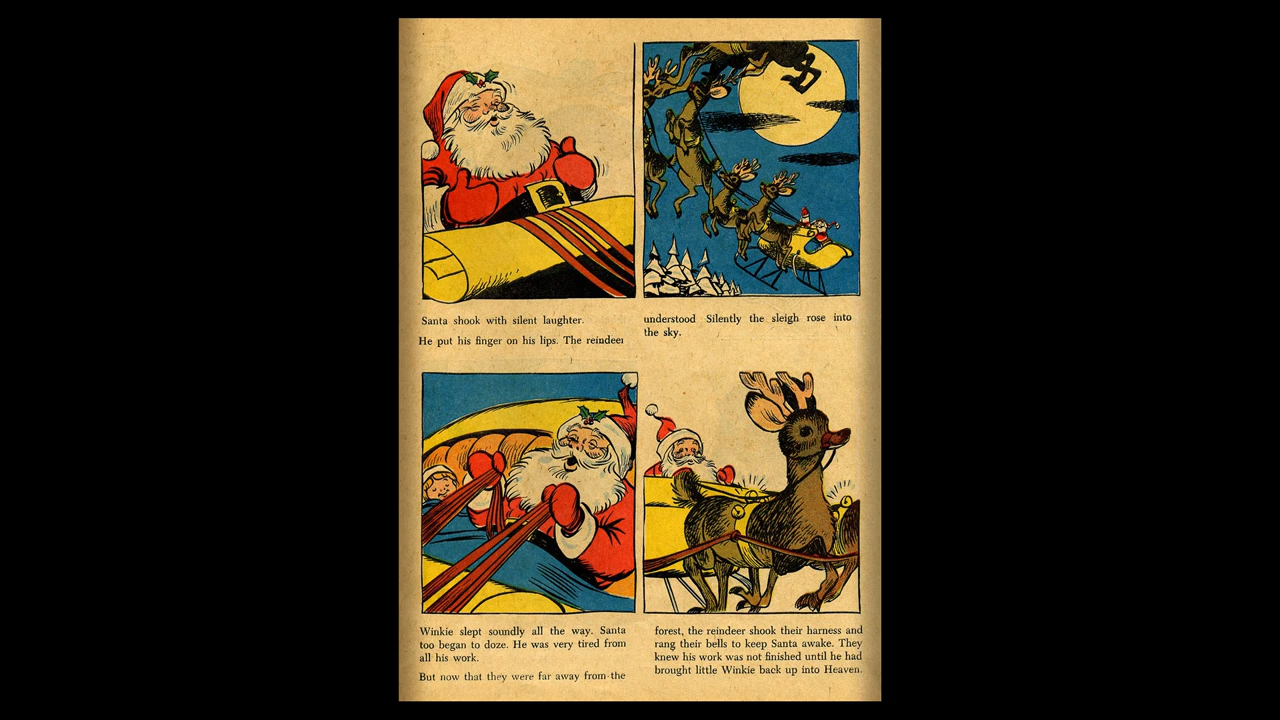 Santa shook with silent laughter.
He put his finger on his lips. The reindeer
understood Silently the sleigh rose into
the sky.
Winkie slept soundly all the way. Santa
too began to doze. He was very tired from
all his work.
But now that they were far away from the
forest, the reindeer shook their harness and
rang their bells to keep Santa awake. They
knew his work was not finished until he had
brought little Winkie back up into Heaven.